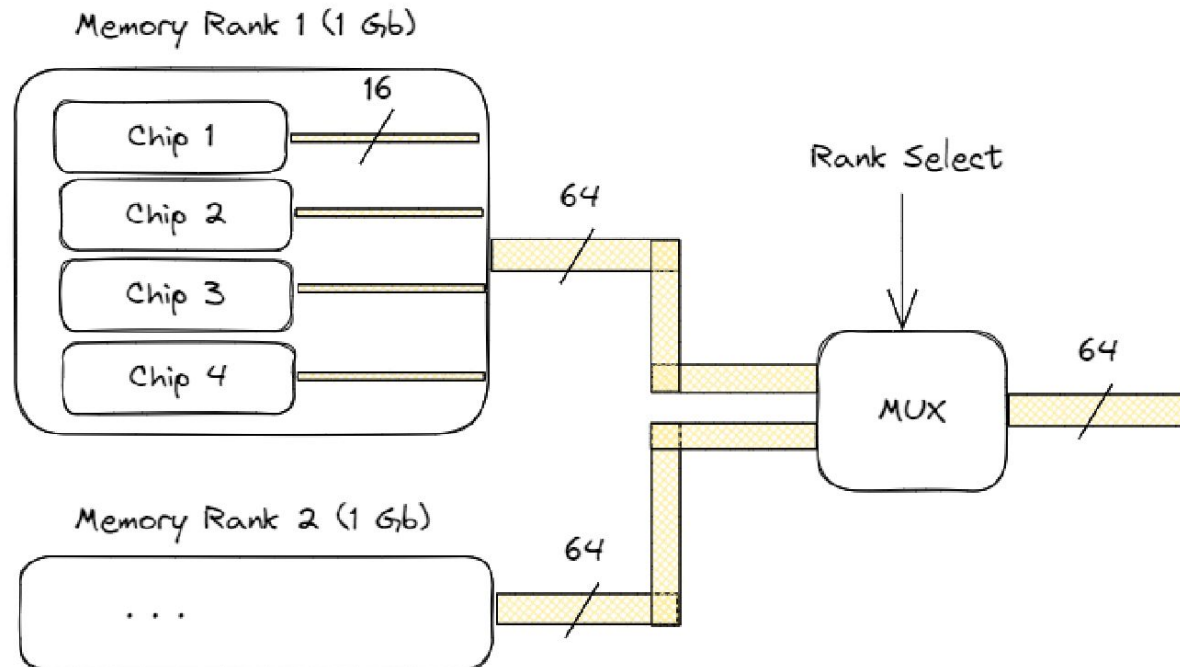 Memory Rank 1 (1 Gb)
16
Chip 1
Chip 2
Chip 3
Chip 4
64
Rank Select
MUX
64
Memory Rank 2 (1 Gb)
64
. . .